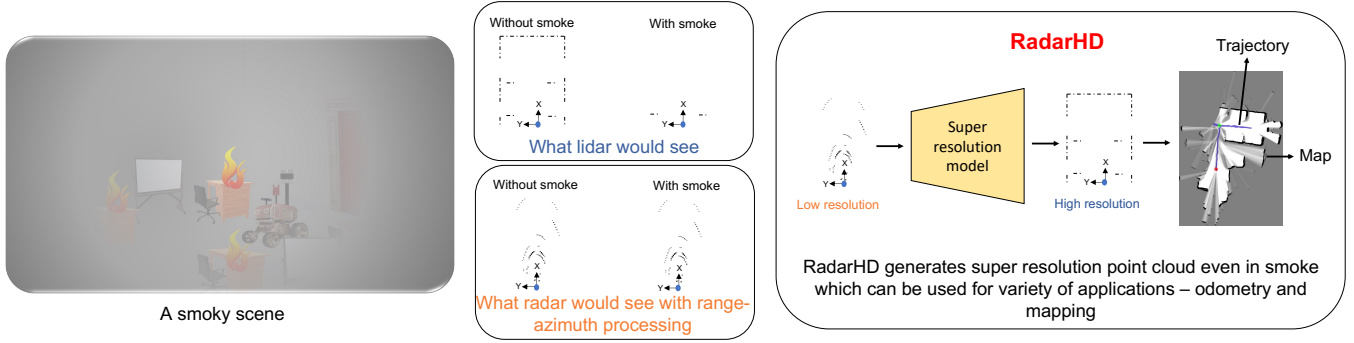 A smoky scene
Without smoke
With smoke
X
Y
X
Y
What lidar would see
Without smoke
With smoke
X
Y
X
Y
What radar would see with range-
azimuth processing
RadarHD
Trajectory
X
Y
Low resolution
Super
resolution
model
X
Y
High resolution
Map
RadarHD generates super resolution point cloud even in smoke
which can be used for variety of applications – odometry and
mapping